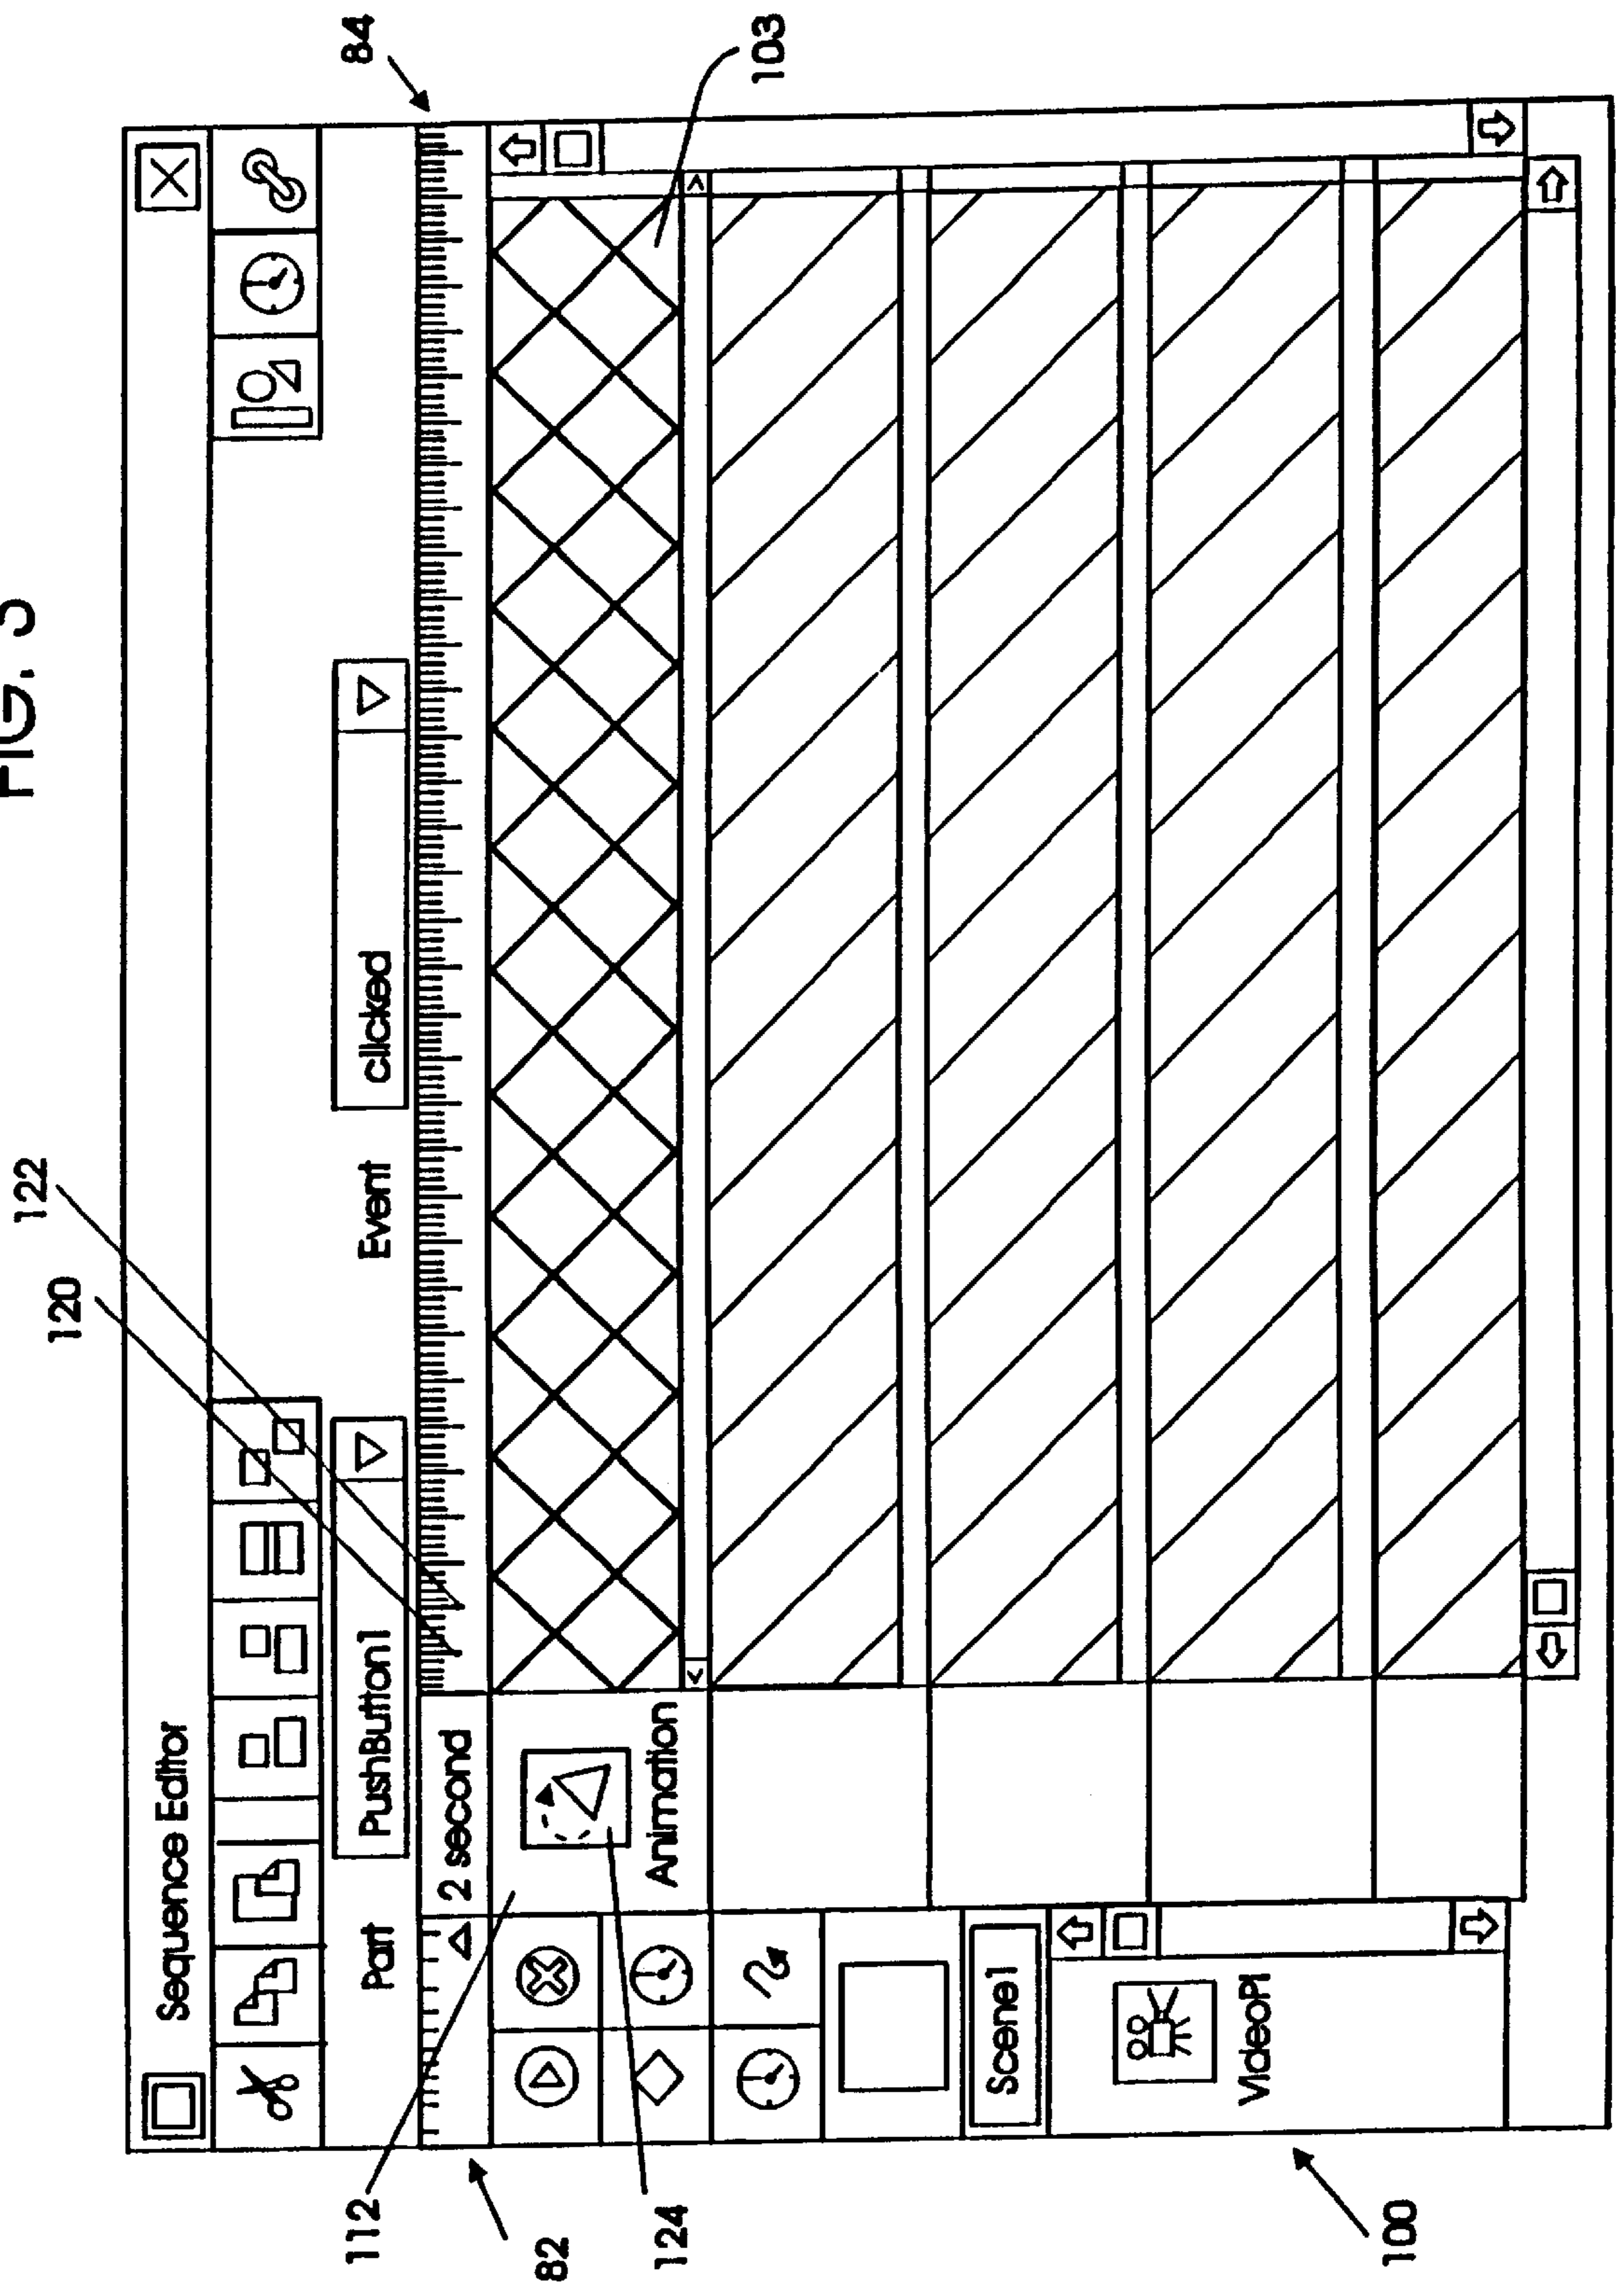 FIG. 5
122
120
84
Sequence Editor
Part
PushButton1
Event
clicked
2 second
103
112
82
124
Animation
Scene1
VideoPl
100